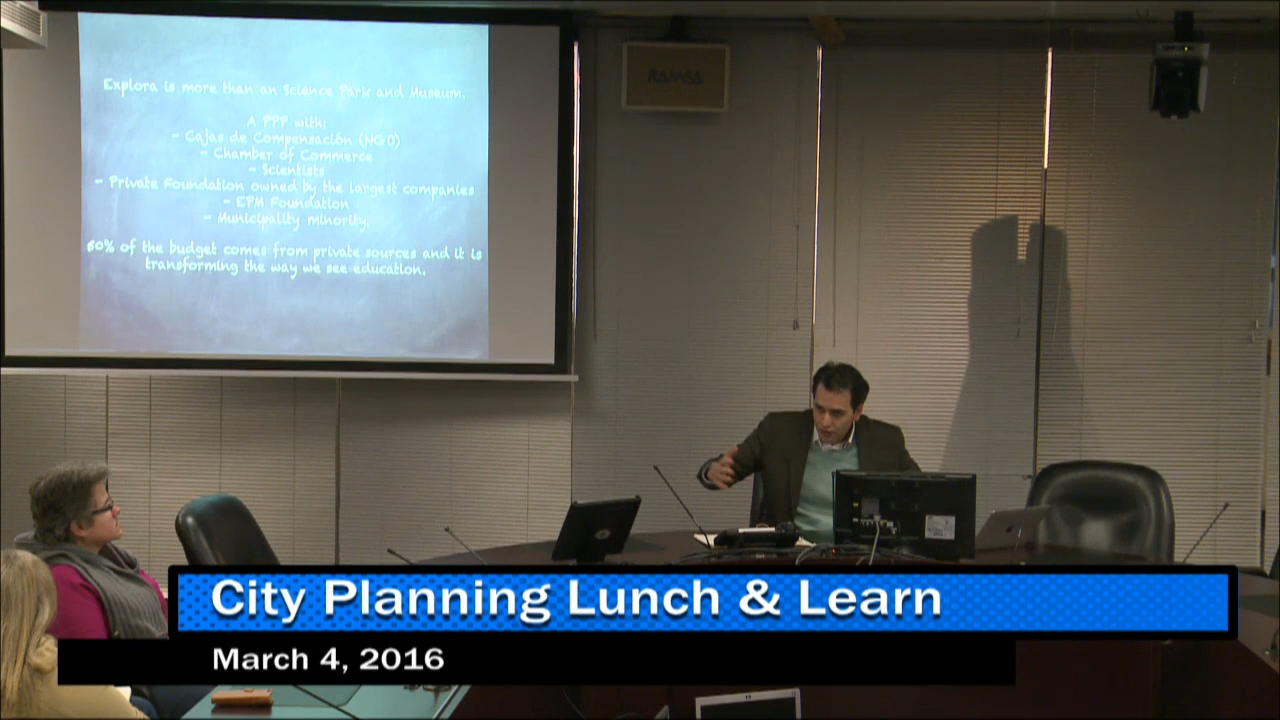 Explora is more than an Science Park and Museum.
A PPP with:
- Cajas de Compensación (NGO)
- Chamber of Commerce
- Scientists
- Private Foundation owned by the largest companies
- EPM Foundation
- Municipality minority.
60% of the budget comes from private sources and it is
transforming the way we see education.
RAMSA
City Planning Lunch & Learn
March 4, 2016